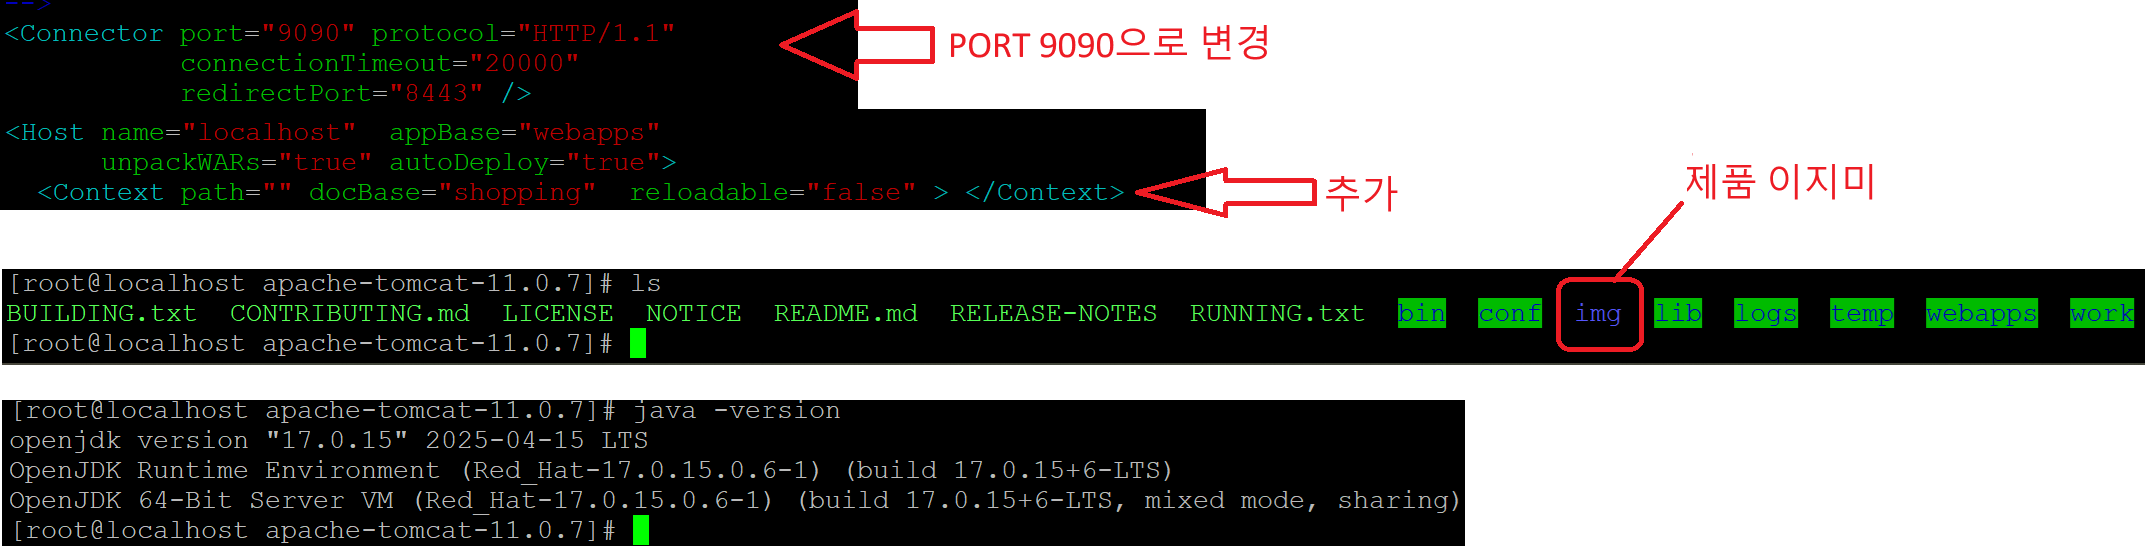 -->
<Connector port="9090" protocol="HTTP/1.1"
connectionTimeout="20000"
redirectPort="8443" />
PORT 9090으로 변경
<Host name="localhost"  appBase="webapps"
unpackWARs="true" autoDeploy="true">
<Context path="" docBase="shopping"  reloadable="false" > </Context>
추가
제품 이지미
[root@localhost apache-tomcat-11.0.7]# ls
BUILDING.txt  CONTRIBUTING.md  LICENSE  NOTICE  README.md  RELEASE-NOTES  RUNNING.txt  bin  conf  img  lib  logs  temp  webapps  work
[root@localhost apache-tomcat-11.0.7]#
[root@localhost apache-tomcat-11.0.7]# java -version
openjdk version "17.0.15" 2025-04-15 LTS
OpenJDK Runtime Environment (Red_Hat-17.0.15.0.6-1) (build 17.0.15+6-LTS)
OpenJDK 64-Bit Server VM (Red_Hat-17.0.15.0.6-1) (build 17.0.15+6-LTS, mixed mode, sharing)
[root@localhost apache-tomcat-11.0.7]#